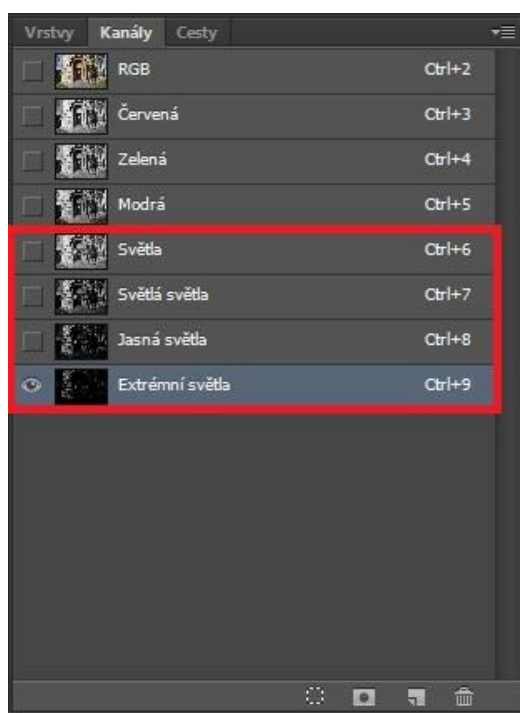 Vrstvy Kanály Cesty
RGB Ctrl+2
Červená Ctrl+3
Zelená Ctrl+4
Modrá Ctrl+5
Světla Ctrl+6
Světlá světla Ctrl+7
Jasná světla Ctrl+8
Extrémní světla Ctrl+9